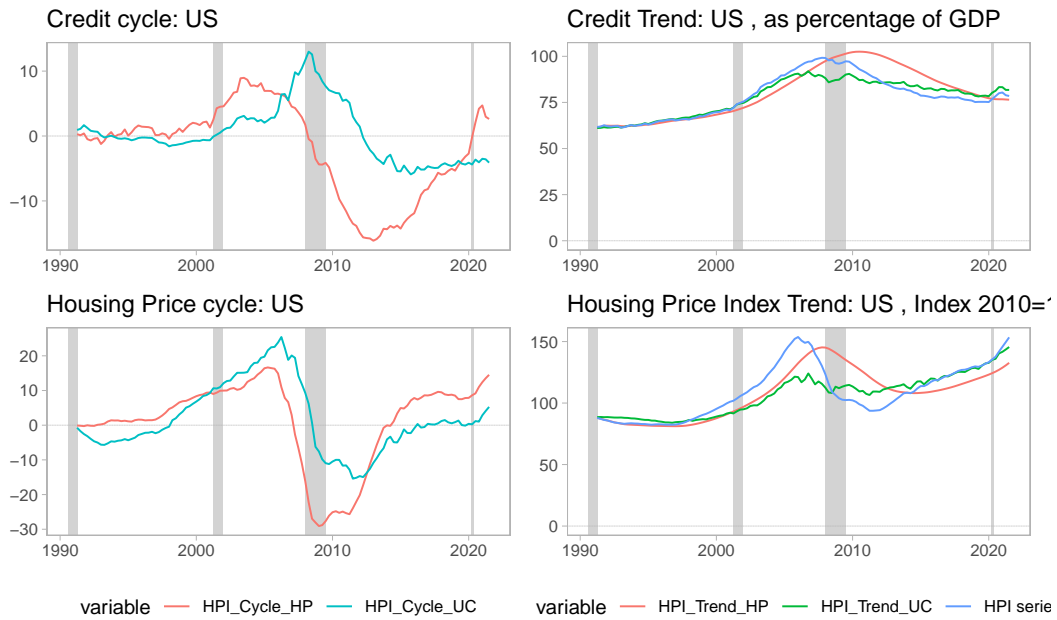 Credit cycle: US
10
0
−10
1990 2000 2010 2020
Credit Trend: US , as percentage of GDP
100
75
50
25
0
1990 2000 2010 2020
Housing Price cycle: US
20
10
0
−10
−20
−30
1990 2000 2010 2020
Housing Price Index Trend: US , Index 2010=1
150
100
50
0
1990 2000 2010 2020
variable HPI_Cycle_HP HPI_Cycle_UC
variable HPI_Trend_HP HPI_Trend_UC HPI serie